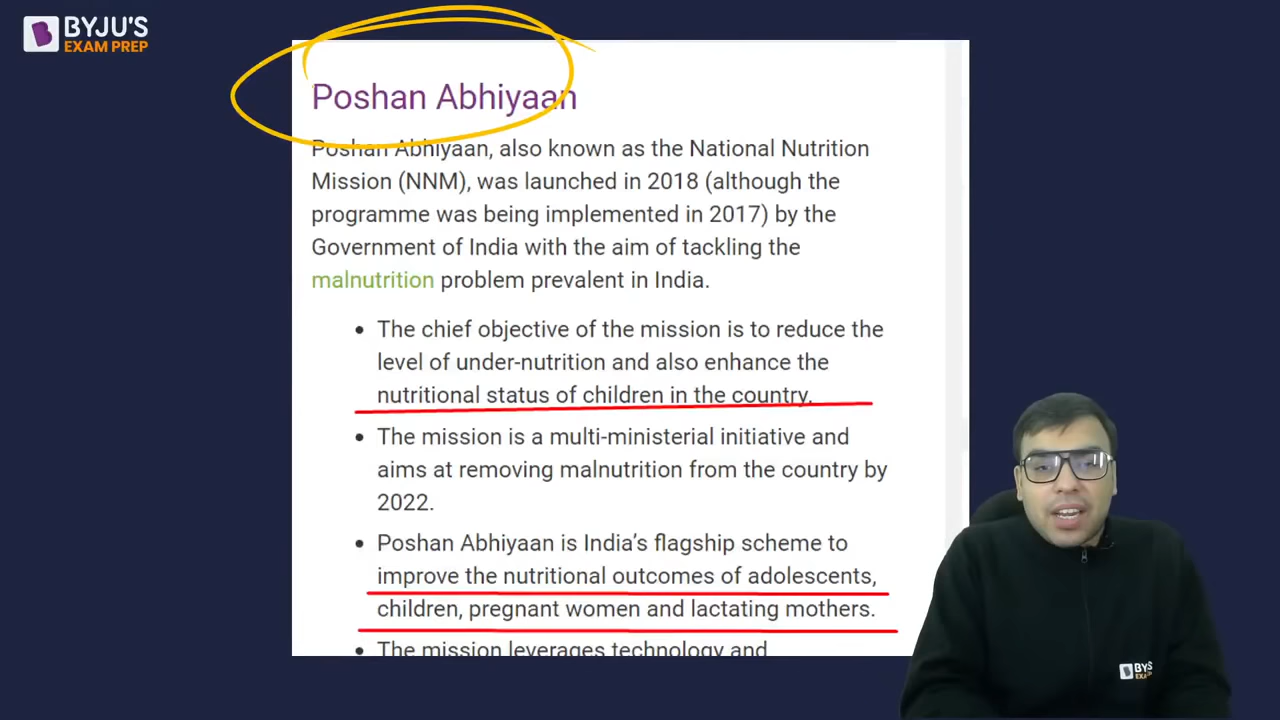 BYJU'S
EXAM PREP
Poshan Abhiyaan
Poshan Abhiyaan, also known as the National Nutrition
Mission (NNM), was launched in 2018 (although the
programme was being implemented in 2017) by the
Government of India with the aim of tackling the
malnutrition problem prevalent in India.
• The chief objective of the mission is to reduce the
level of under-nutrition and also enhance the
nutritional status of children in the country.
• The mission is a multi-ministerial initiative and
aims at removing malnutrition from the country by
2022.
• Poshan Abhiyaan is India's flagship scheme to
improve the nutritional outcomes of adolescents,
children, pregnant women and lactating mothers.
• The mission leverages technology and